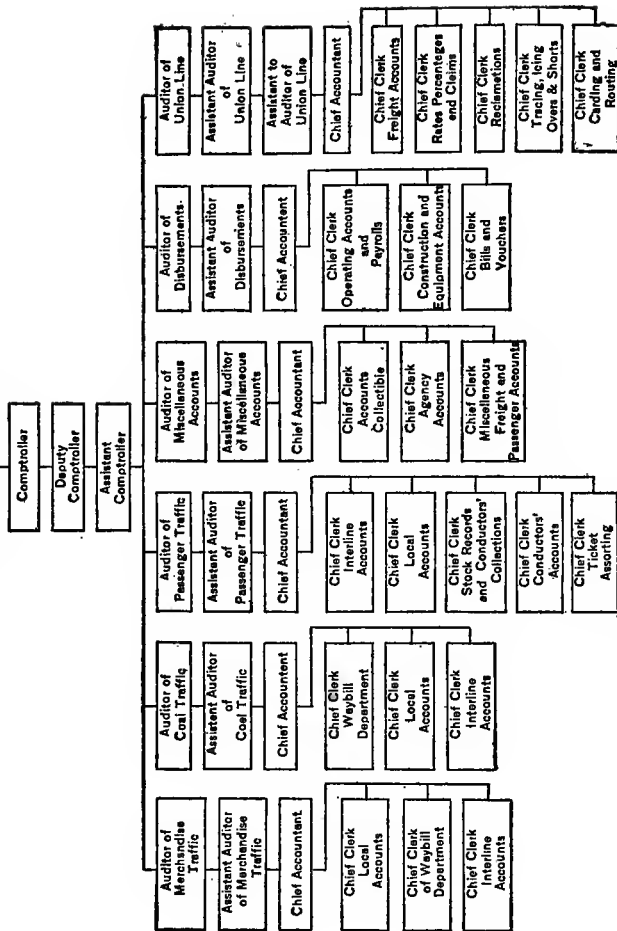 Comptroller
Deputy
Comptroller
Assistant
Comptroller
Auditor of
Merchandise
Traffic
Assistant Auditor
of Merchandise
Traffic
Chief Accountant
Chief Clerk
Local
Accounts
Chief Clerk
of Waybill
Department
Chief Clerk
Interline
Accounts
Auditor of
Coal Traffic
Assistant Auditor
of
Coal Traffic
Chief Accountant
Chief Clerk
Waybill
Department
Chief Clerk
Local
Accounts
Chief Clerk
Interline
Accounts
Auditor of
Passenger Traffic
Assistant Auditor
of
Passenger Traffic
Chief Accountant
Chief Clerk
Interline
Accounts
Chief Clerk
Local
Accounts
Chief Clerk
Stock Records
and Conductors'
Collections
Chief Clerk
Conductors'
Accounts
Chief Clerk
Ticket
Assorting
Auditor of
Miscellaneous
Accounts
Assistant Auditor
of Miscellaneous
Accounts
Chief Accountant
Chief Clerk
Accounts
Collectible
Chief Clerk
Agency
Accounts
Chief Clerk
Miscellaneous
Freight and
Passenger Accounts
Auditor of
Disbursements
Assistant Auditor
of
Disbursements
Chief Accountant
Chief Clerk
Operating Accounts
and
Payrolls
Chief Clerk
Construction and
Equipment Accounts
Chief Clerk
Bills and
Vouchers
Auditor of
Union Line
Assistant Auditor
of
Union Line
Assistant to
Auditor of
Union Line
Chief Accountant
Chief Clerk
Freight Accounts
Chief Clerk
Rates Percentages
and Claims
Chief Clerk
Reclamations
Chief Clerk
Tracing, Icing
Overs & Shorts
Chief Clerk
Carding and
Routing